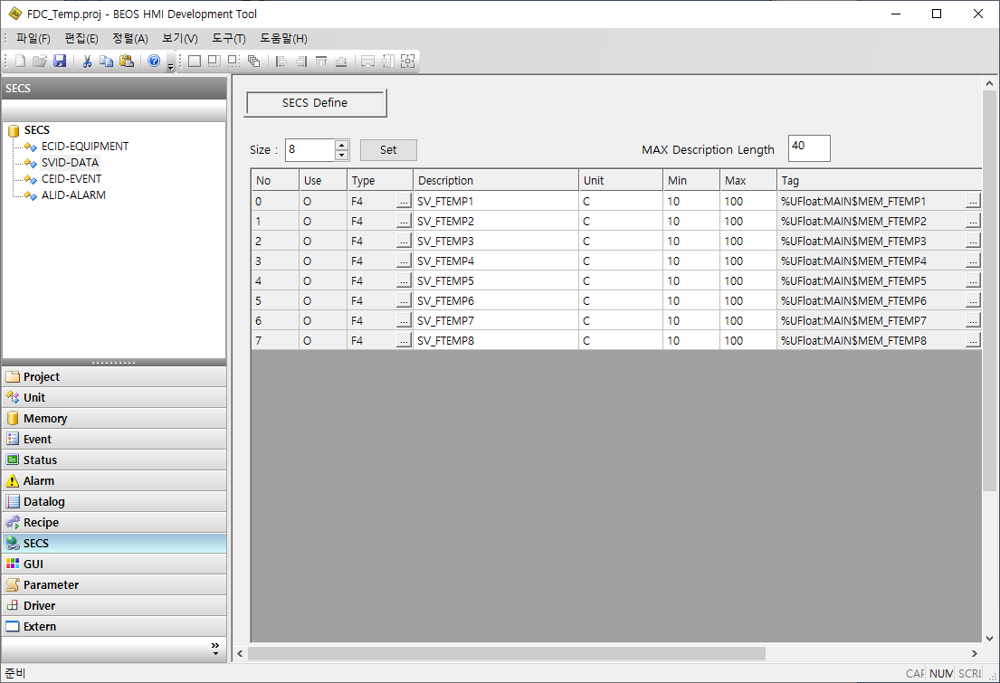 FDC_Temp.proj - BEOS HMI Development Tool
파일(F) 편집(E) 정렬(A) 보기(V) 도구(T) 도움말(H)
SECS
SECS
ECID-EQUIPMENT
SVID-DATA
CEID-EVENT
ALID-ALARM
Project
Unit
Memory
Event
Status
Alarm
Datalog
Recipe
SECS
GUI
Parameter
Driver
Extern
SECS Define
Size : 8 Set MAX Description Length 40
No Use Type Description Unit Min Max Tag
0 O F4 ... SV_FTEMP1 C 10 100 %UFloat:MAIN$MEM_FTEMP1 ...
1 O F4 ... SV_FTEMP2 C 10 100 %UFloat:MAIN$MEM_FTEMP2 ...
2 O F4 ... SV_FTEMP3 C 10 100 %UFloat:MAIN$MEM_FTEMP3 ...
3 O F4 ... SV_FTEMP4 C 10 100 %UFloat:MAIN$MEM_FTEMP4 ...
4 O F4 ... SV_FTEMP5 C 10 100 %UFloat:MAIN$MEM_FTEMP5 ...
5 O F4 ... SV_FTEMP6 C 10 100 %UFloat:MAIN$MEM_FTEMP6 ...
6 O F4 ... SV_FTEMP7 C 10 100 %UFloat:MAIN$MEM_FTEMP7 ...
7 O F4 ... SV_FTEMP8 C 10 100 %UFloat:MAIN$MEM_FTEMP8 ...
준비 CAP NUM SCRL